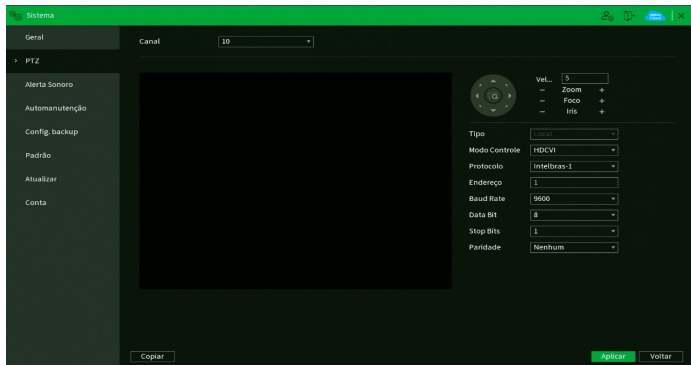 Sistema
Geral
PTZ
Alerta Sonoro
Automanutenção
Config. backup
Padrão
Atualizar
Conta
Canal 10
Vel... 5
− Zoom +
− Foco +
− Iris +
Tipo Local
Modo Controle HDCVI
Protocolo Intelbras-1
Endereço 1
Baud Rate 9600
Data Bit 8
Stop Bits 1
Paridade Nenhum
Copiar Aplicar Voltar